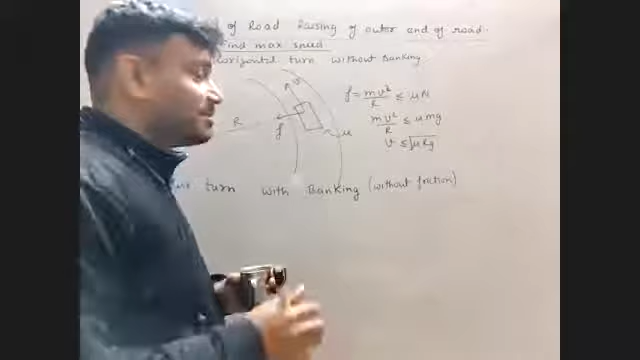 of Road Raising of outer end of road.
Find max speed
Horizontal turn without Banking
R
v
f
μ
f = mv²/R ≤ μN
mv²/R ≤ μmg
v ≤ √μRg
turn with Banking (without friction)